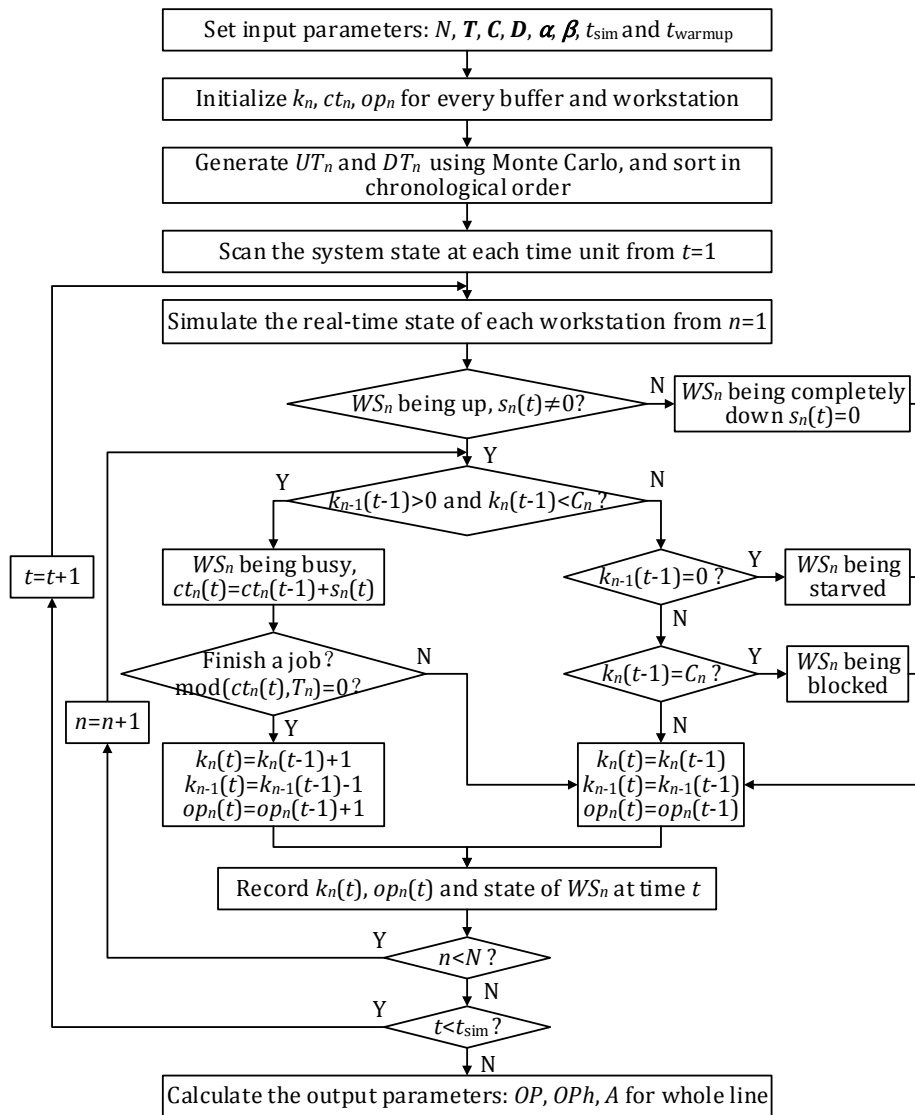 Set input parameters: N, T, C, D, α, β, tsim and twarmup
Initialize kn, ctn, opn for every buffer and workstation
Generate UTn and DTn using Monte Carlo, and sort in
chronological order
Scan the system state at each time unit from t=1
Simulate the real-time state of each workstation from n=1
WSn being up, sn(t)≠0?
N
WSn being completely
down sn(t)=0
Y
Y
kn-1(t-1)>0 and kn(t-1)<Cn ?
N
t=t+1
WSn being busy,
ctn(t)=ctn(t-1)+sn(t)
kn-1(t-1)=0 ?
Y
WSn being
starved
N
Finish a job?
mod(ctn(t),Tn)=0?
N
kn(t-1)=Cn ?
Y
WSn being
blocked
n=n+1
Y
N
kn(t)=kn(t-1)+1
kn-1(t)=kn-1(t-1)-1
opn(t)=opn(t-1)+1
kn(t)=kn(t-1)
kn-1(t)=kn-1(t-1)
opn(t)=opn(t-1)
Record kn(t), opn(t) and state of WSn at time t
Y
n<N ?
N
Y
t<tsim ?
N
Calculate the output parameters: OP, OPh, A for whole line